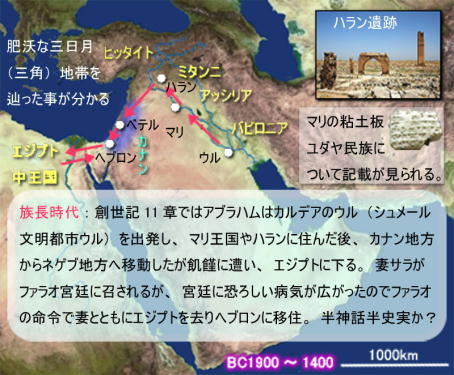 肥沃な三日月
（三角）地帯を
辿った事が分かる
ヒッタイト
ミタンニ
ハラン
アッシリア
ハラン遺跡
ベテル
マリ
バビロニア
エジプト
中王国
ヘブロン
カナン
ウル
マリの粘土板
ユダヤ民族に
ついて記載が見られる。
族長時代：創世記11章ではアブラハムはカルデアのウル（シュメール
文明都市ウル）を出発し、マリ王国やハランに住んだ後、カナン地方
からネゲブ地方へ移動したが飢饉に遭い、エジプトに下る。妻サラが
ファラオ宮廷に召されるが、宮廷に恐ろしい病気が広がったのでファラオ
の命令で妻とともにエジプトを去りヘブロンに移住。半神話半史実か？
BC1900～1400
1000km